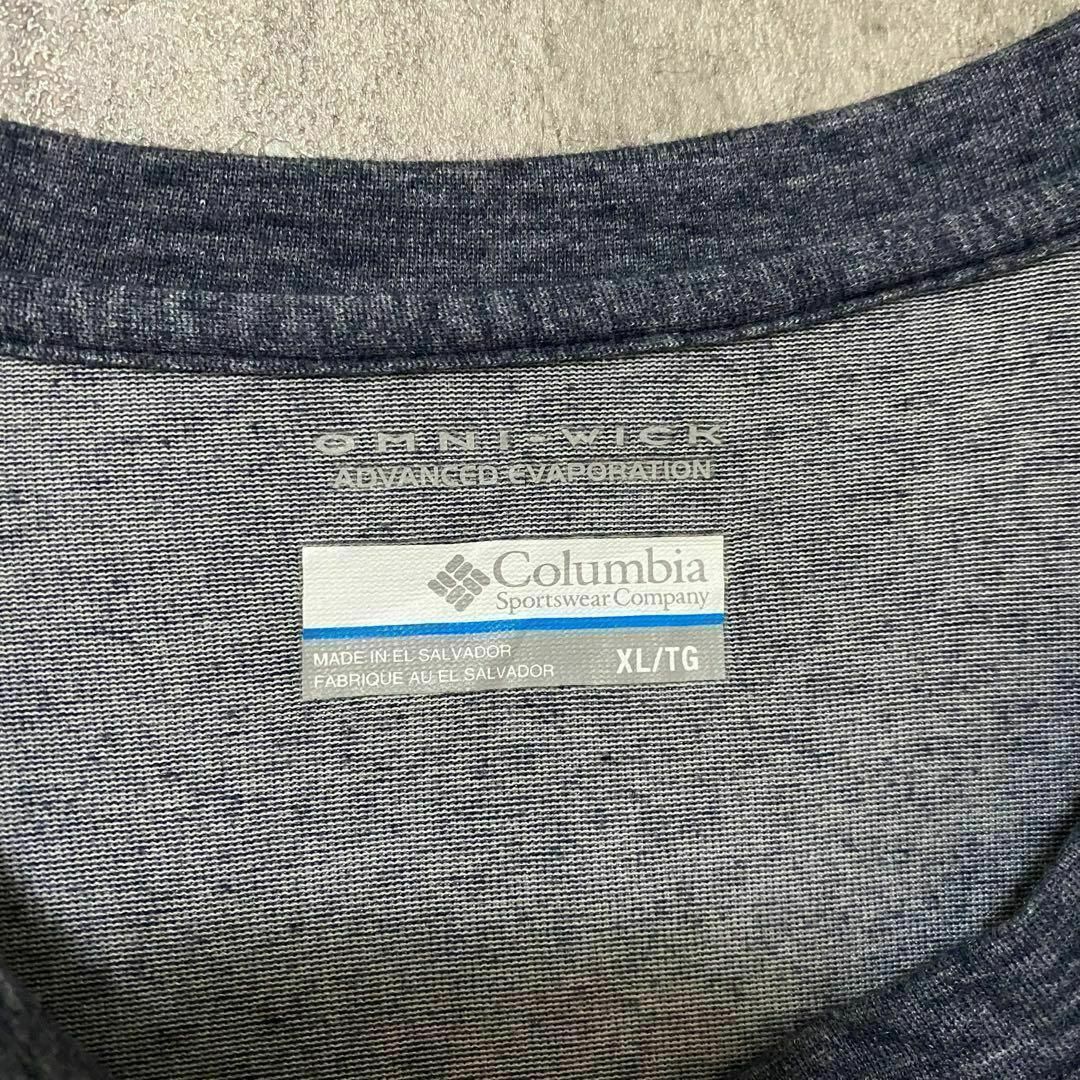 OMNI-WICK
ADVANCED EVAPORATION
Columbia
Sportswear Company
MADE IN EL SALVADOR
FABRIQUE AU EL SALVADOR
XL/TG